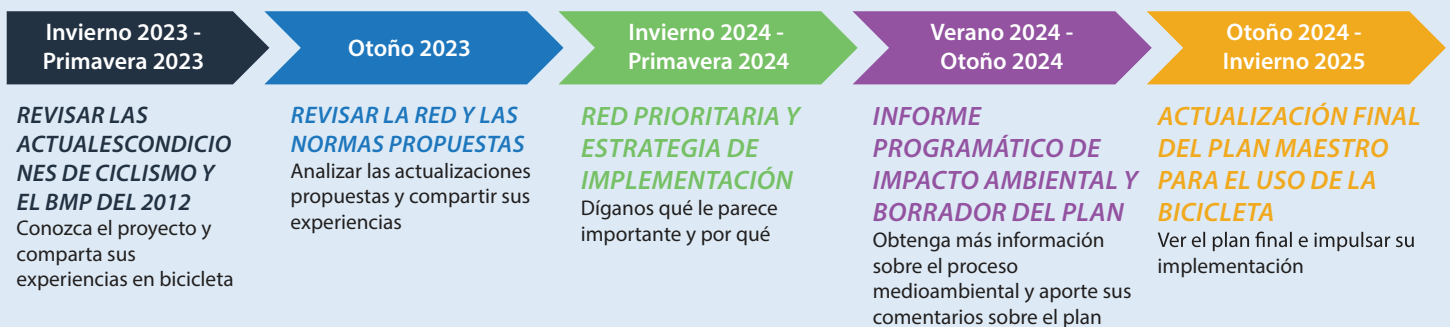 Invierno 2023 -
Primavera 2023
Otoño 2023
Invierno 2024 -
Primavera 2024
Verano 2024 -
Otoño 2024
Otoño 2024 -
Invierno 2025
REVISAR LAS
ACTUALESCONDICIO
NES DE CICLISMO Y
EL BMP DEL 2012
Conozca el proyecto y
comparta sus
experiencias en bicicleta
REVISAR LA RED Y LAS
NORMAS PROPUESTAS
Analizar las actualizaciones
propuestas y compartir sus
experiencias
RED PRIORITARIA Y
ESTRATEGIA DE
IMPLEMENTACIÓN
Díganos qué le parece
importante y por qué
INFORME
PROGRAMÁTICO DE
IMPACTO AMBIENTAL Y
BORRADOR DEL PLAN
Obtenga más información
sobre el proceso
medioambiental y aporte sus
comentarios sobre el plan
ACTUALIZACIÓN FINAL
DEL PLAN MAESTRO
PARA EL USO DE LA
BICICLETA
Ver el plan final e impulsar su
implementación